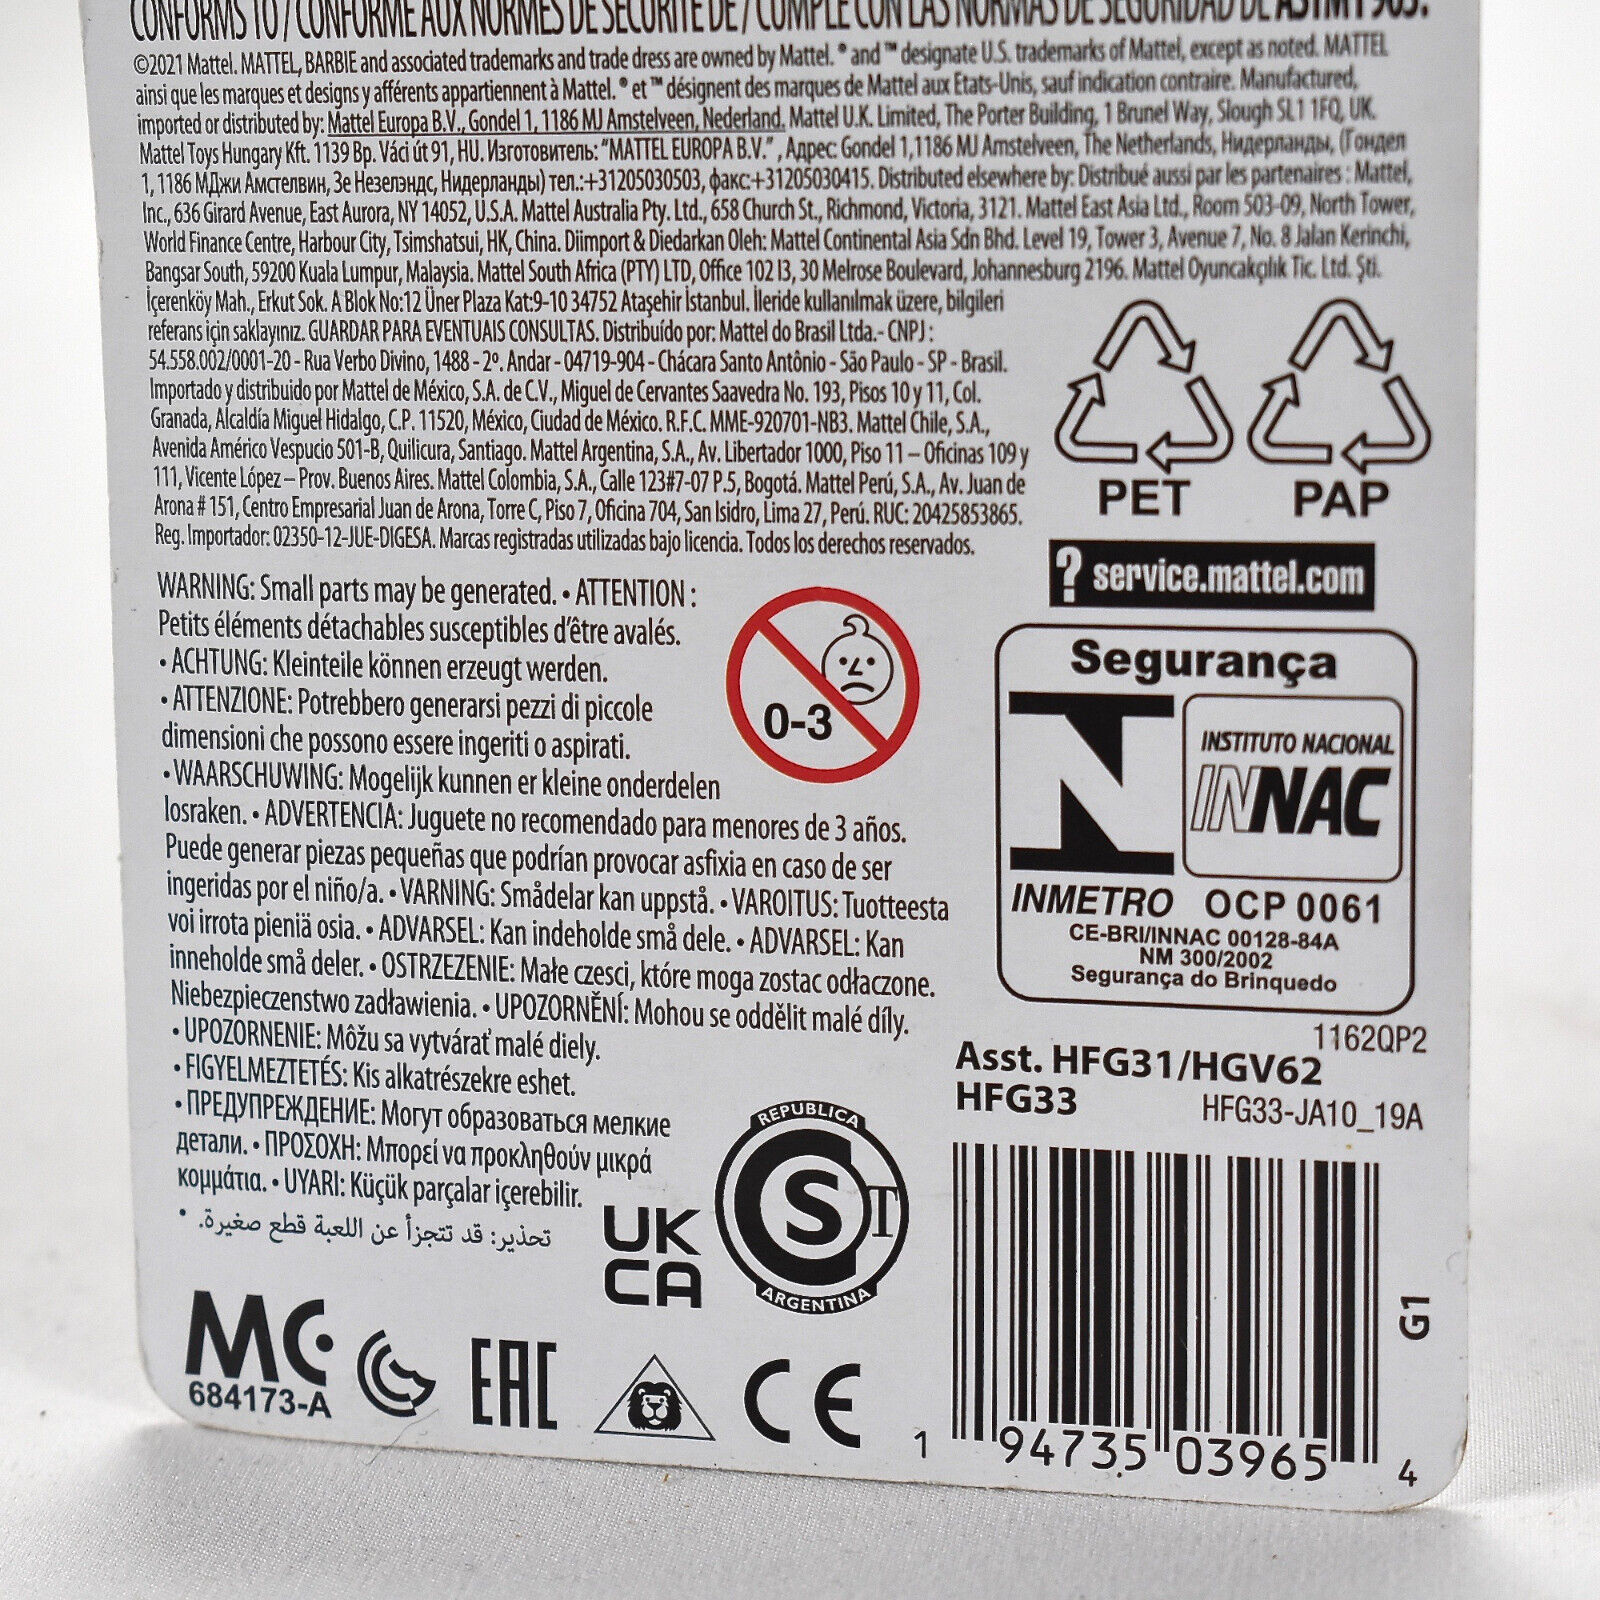 CONFORMS TO / CONFORME AUX NORMES DE SÉCURITÉ DE / CUMPLE CON LAS NORMAS DE SEGURIDAD DE ASTM F963.
©2021 Mattel. MATTEL, BARBIE and associated trademarks and trade dress are owned by Mattel. ® and ™ designate U.S. trademarks of Mattel, except as noted. MATTEL
ainsi que les marques et designs y afférents appartiennent à Mattel. ® et ™ désignent des marques de Mattel aux Etats-Unis, sauf indication contraire. Manufactured,
imported or distributed by: Mattel Europa B.V., Gondel 1, 1186 MJ Amstelveen, Nederland. Mattel U.K. Limited, The Porter Building, 1 Brunel Way, Slough SL1 1FQ, UK.
Mattel Toys Hungary Kft. 1139 Bp. Váci út 91, HU. Изготовитель: "MATTEL EUROPA B.V." , Адрес: Gondel 1, 1186 MJ Amstelveen, The Netherlands, Нидерланды, (Гондел
1, 1186 МДжи Амстелвин, Зе Незелэндс, Нидерланды) тел.:+31205030503, факс:+31205030415. Distributed elsewhere by: Distribué aussi par les partenaires : Mattel,
Inc., 636 Girard Avenue, East Aurora, NY 14052, U.S.A. Mattel Australia Pty. Ltd., 658 Church St., Richmond, Victoria, 3121. Mattel East Asia Ltd., Room 503-09, North Tower,
World Finance Centre, Harbour City, Tsimshatsui, HK, China. Diimport & Diedarkan Oleh: Mattel Continental Asia Sdn Bhd. Level 19, Tower 3, Avenue 7, No. 8 Jalan Kerinchi,
Bangsar South, 59200 Kuala Lumpur, Malaysia. Mattel South Africa (PTY) LTD, Office 102 I3, 30 Melrose Boulevard, Johannesburg 2196. Mattel Oyuncakçılık Tic. Ltd. Şti.
İçerenköy Mah., Erkut Sok. A Blok No:12 Üner Plaza Kat:9-10 34752 Ataşehir İstanbul. İleride kullanılmak üzere, bilgileri
referans için saklayınız. GUARDAR PARA EVENTUAIS CONSULTAS. Distribuído por: Mattel do Brasil Ltda.- CNPJ :
54.558.002/0001-20 - Rua Verbo Divino, 1488 - 2º. Andar - 04719-904 - Chácara Santo Antônio - São Paulo - SP - Brasil.
Importado y distribuido por Mattel de México, S.A. de C.V., Miguel de Cervantes Saavedra No. 193, Pisos 10 y 11, Col.
Granada, Alcaldía Miguel Hidalgo, C.P. 11520, México, Ciudad de México. R.F.C. MME-920701-NB3. Mattel Chile, S.A.,
Avenida Américo Vespucio 501-B, Quilicura, Santiago. Mattel Argentina, S.A., Av. Libertador 1000, Piso 11 – Oficinas 109 y
111, Vicente López – Prov. Buenos Aires. Mattel Colombia, S.A., Calle 123#7-07 P.5, Bogotá. Mattel Perú, S.A., Av. Juan de
Arona # 151, Centro Empresarial Juan de Arona, Torre C, Piso 7, Oficina 704, San Isidro, Lima 27, Perú. RUC: 20425853865.
Reg. Importador: 02350-12-JUE-DIGESA. Marcas registradas utilizadas bajo licencia. Todos los derechos reservados.
PET PAP
? service.mattel.com
WARNING: Small parts may be generated. • ATTENTION :
Petits éléments détachables susceptibles d'être avalés.
• ACHTUNG: Kleinteile können erzeugt werden.
• ATTENZIONE: Potrebbero generarsi pezzi di piccole
dimensioni che possono essere ingeriti o aspirati.
• WAARSCHUWING: Mogelijk kunnen er kleine onderdelen
losraken. • ADVERTENCIA: Juguete no recomendado para menores de 3 años.
Puede generar piezas pequeñas que podrían provocar asfixia en caso de ser
ingeridas por el niño/a. • VARNING: Smådelar kan uppstå. • VAROITUS: Tuotteesta
voi irrota pieniä osia. • ADVARSEL: Kan indeholde små dele. • ADVARSEL: Kan
inneholde små deler. • OSTRZEZENIE: Małe czesci, które moga zostac odłaczone.
Niebezpieczenstwo zadławienia. • UPOZORNĚNÍ: Mohou se oddělit malé díly.
• UPOZORNENIE: Môžu sa vytvárať malé diely.
• FIGYELMEZTETÉS: Kis alkatrészekre eshet.
• ПРЕДУПРЕЖДЕНИЕ: Могут образоваться мелкие
детали. • ΠΡΟΣΟΧΗ: Μπορεί να προκληθούν μικρά
κομμάτια. • UYARI: Küçük parçalar içerebilir.
• تحذير: قد تتجزأ عن اللعبة قطع صغيرة.
0-3
Segurança
INSTITUTO NACIONAL
INNAC
INMETRO OCP 0061
CE-BRI/INNAC 00128-84A
NM 300/2002
Segurança do Brinquedo
1162QP2
Asst. HFG31/HGV62
HFG33 HFG33-JA10_19A
REPUBLICA
S T
ARGENTINA
UK
CA
MC
684173-A
EAC
CE
G1
1 94735 03965 4